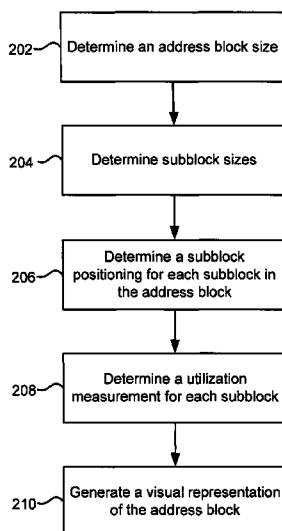 202
Determine an address block size
204
Determine subblock sizes
206
Determine a subblock
positioning for each subblock in
the address block
208
Determine a utilization
measurement for each subblock
210
Generate a visual representation
of the address block